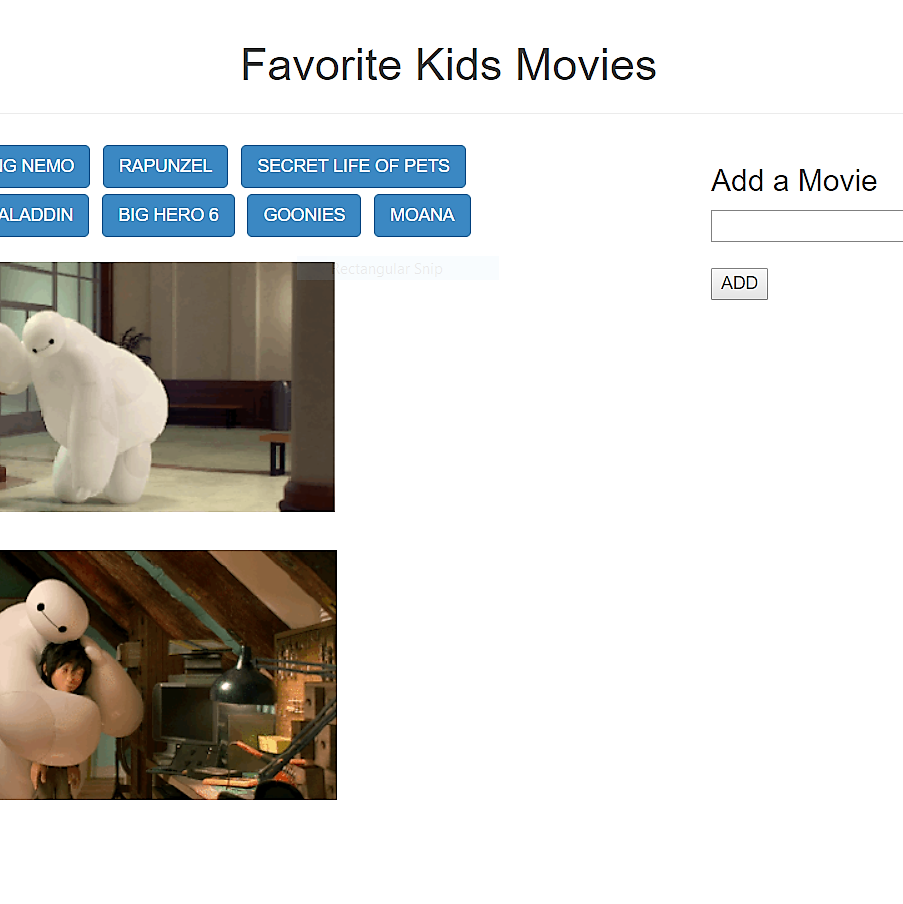 Favorite Kids Movies
NG NEMO
RAPUNZEL
SECRET LIFE OF PETS
ALADDIN
BIG HERO 6
GOONIES
MOANA
Add a Movie
Rectangular Snip
ADD